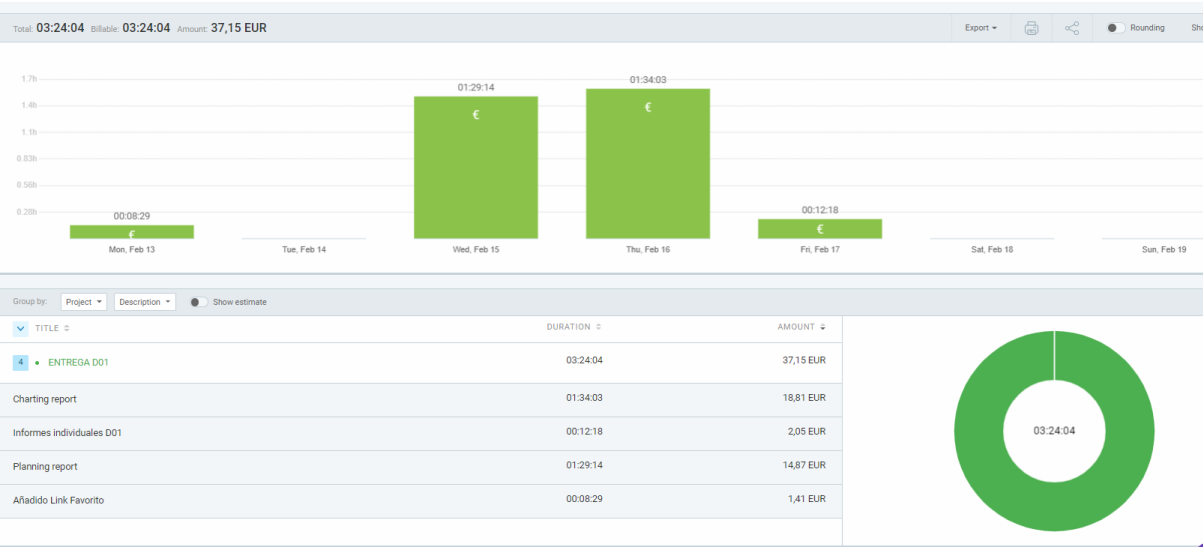 Total: 03:24:04 Billable: 03:24:04 Amount: 37,15 EUR Export Rounding
1.7h
1.4h
1.1h
0.83h
0.56h
0.28h
00:08:29 01:29:14 01:34:03 00:12:18
€ € € €
Mon, Feb 13 Tue, Feb 14 Wed, Feb 15 Thu, Feb 16 Fri, Feb 17 Sat, Feb 18 Sun, Feb 19
Group by: Project Description Show estimate
TITLE DURATION AMOUNT
4 • ENTREGA D01 03:24:04 37,15 EUR
Charting report 01:34:03 18,81 EUR
Informes individuales D01 00:12:18 2,05 EUR
Planning report 01:29:14 14,87 EUR
Añadido Link Favorito 00:08:29 1,41 EUR
03:24:04